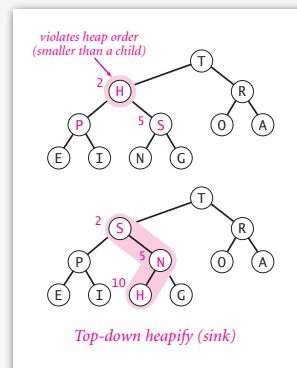 violates heap order
(smaller than a child)
T
2 H R
P 5 S O A
E I N G
T
2 S R
P 5 N O A
E I 10 H G
Top-down heapify (sink)